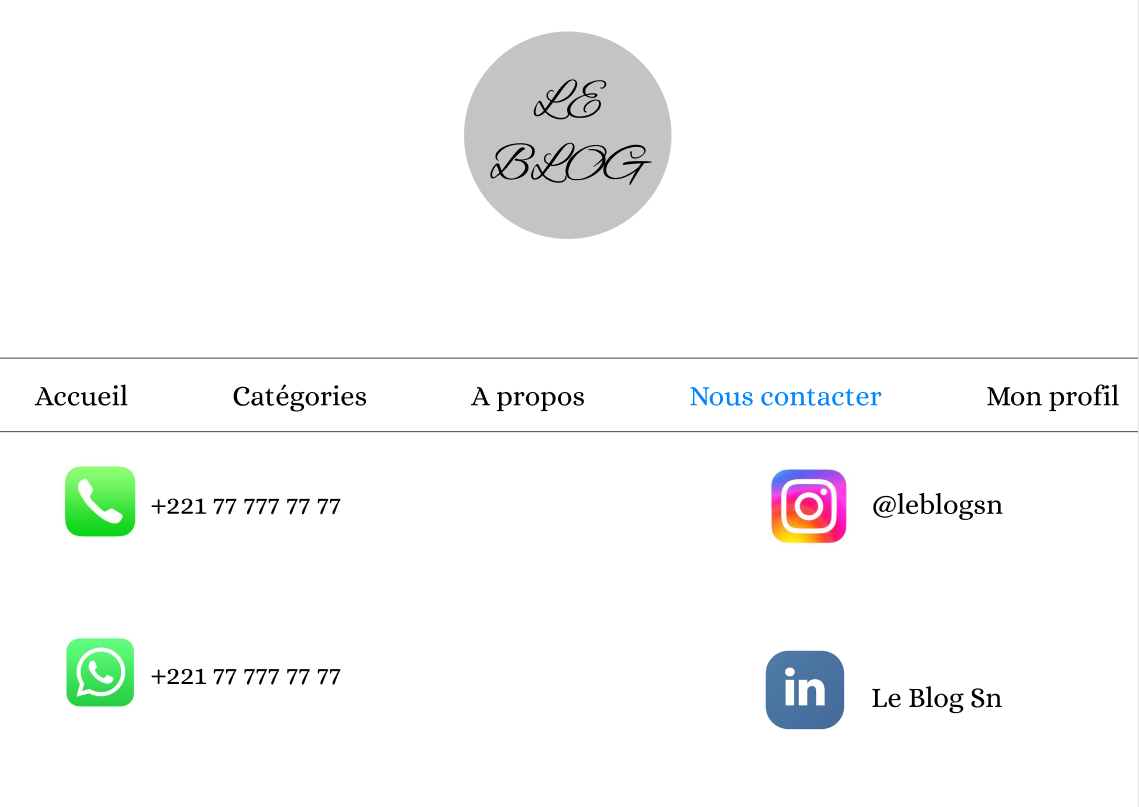 LE
BLOG
Accueil Catégories A propos Nous contacter Mon profil
+221 77 777 77 77
@leblogsn
+221 77 777 77 77
in
Le Blog Sn